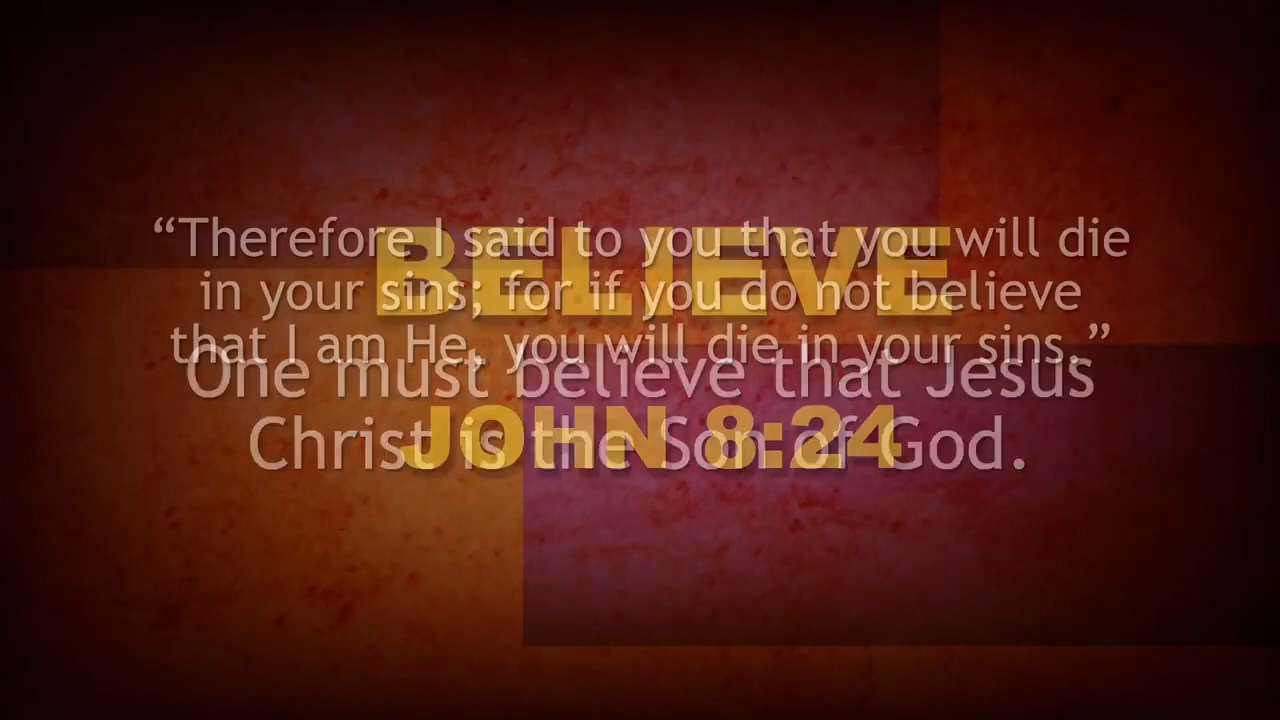 BELIEVE
One must believe that Jesus
Christ is the Son of God.
“Therefore I said to you that you will die
in your sins; for if you do not believe
that I am He, you will die in your sins.”
JOHN 8:24